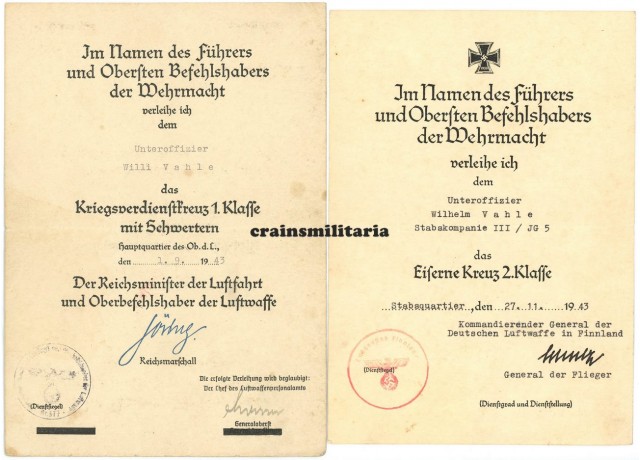 Im Namen des Führers
und Obersten Befehlshabers
der Wehrmacht
verleihe ich
dem
Unteroffizier
Willi Vahle
das
Kriegsverdienstkreuz 1. Klasse
mit Schwertern
Hauptquartier des Ob. d. L.,
den 1.9. 1943
Der Reichsminister der Luftfahrt
und Oberbefehlshaber der Luftwaffe
Göring
Reichsmarschall
Die erfolgte Verleihung wird beglaubigt:
Der Chef des Luftwaffenpersonalamts
(Dienstsiegel)
Generaloberst
crainsmilitaria
Im Namen des Führers
und Obersten Befehlshabers
der Wehrmacht
verleihe ich
dem
Unteroffizier
Wilhelm Vahle
Stabskompanie III / JG 5
das
Eiserne Kreuz 2. Klasse
Stabsquartier, den 27.11. 1943
Kommandierender General der
Deutschen Luftwaffe in Finnland
(Dienstsiegel)
General der Flieger
(Dienstgrad und Dienststellung)